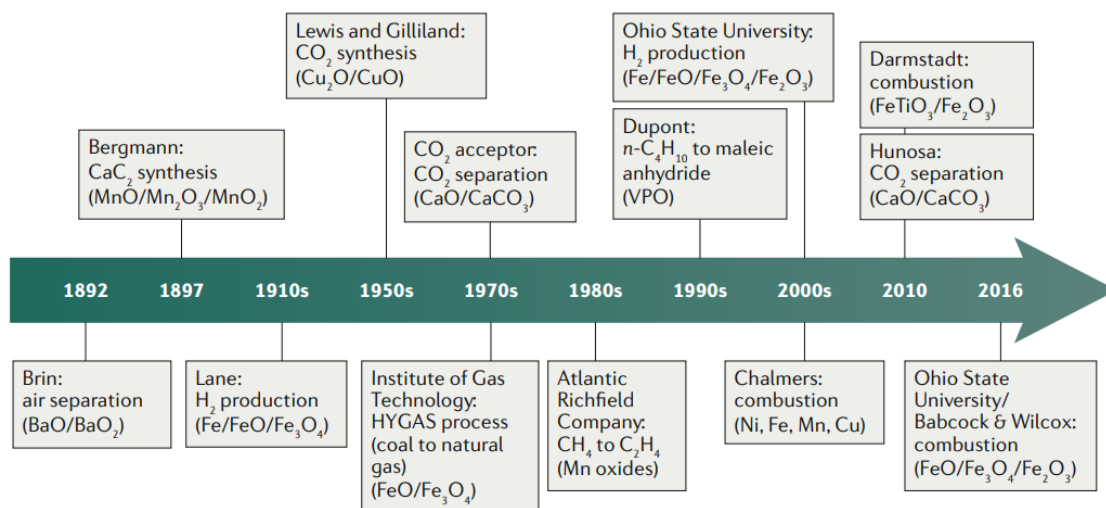 Lewis and Gilliland:
CO₂ synthesis
(Cu₂O/CuO)
Ohio State University:
H₂ production
(Fe/FeO/Fe₃O₄/Fe₂O₃)
Darmstadt:
combustion
(FeTiO₃/Fe₂O₃)
Bergmann:
CaC₂ synthesis
(MnO/Mn₂O₃/MnO₂)
CO₂ acceptor:
CO₂ separation
(CaO/CaCO₃)
Dupont:
n-C₄H₁₀ to maleic
anhydride
(VPO)
Hunosa:
CO₂ separation
(CaO/CaCO₃)
1892 1897 1910s 1950s 1970s 1980s 1990s 2000s 2010 2016
Brin:
air separation
(BaO/BaO₂)
Lane:
H₂ production
(Fe/FeO/Fe₃O₄)
Institute of Gas
Technology:
HYGAS process
(coal to natural
gas)
(FeO/Fe₃O₄)
Atlantic
Richfield
Company:
CH₄ to C₂H₄
(Mn oxides)
Chalmers:
combustion
(Ni, Fe, Mn, Cu)
Ohio State
University/
Babcock & Wilcox:
combustion
(FeO/Fe₃O₄/Fe₂O₃)